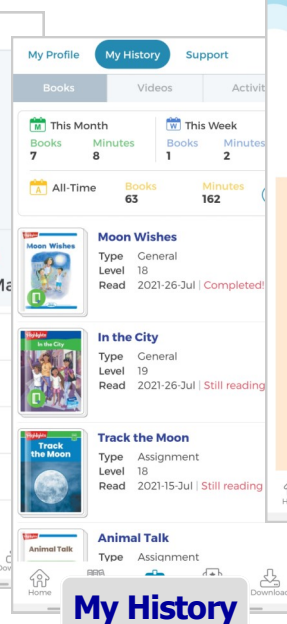 My Profile My History Support
Books Videos
M This Month W This Week
Books Minutes Books Minutes
7 8 1 2
A All-Time Books Minutes
63 162
Highlights
Moon Wishes
Moon Wishes
Type General
Level 18
Read 2021-26-Jul | Completed!
Highlights
In the City
In the City
Type General
Level 19
Read 2021-26-Jul | Still reading
Highlights
Track
the Moon
Track the Moon
Type Assignment
Level 18
Read 2021-15-Jul | Still reading
Animal Talk
Animal Talk
Type Assignment
Home
My History